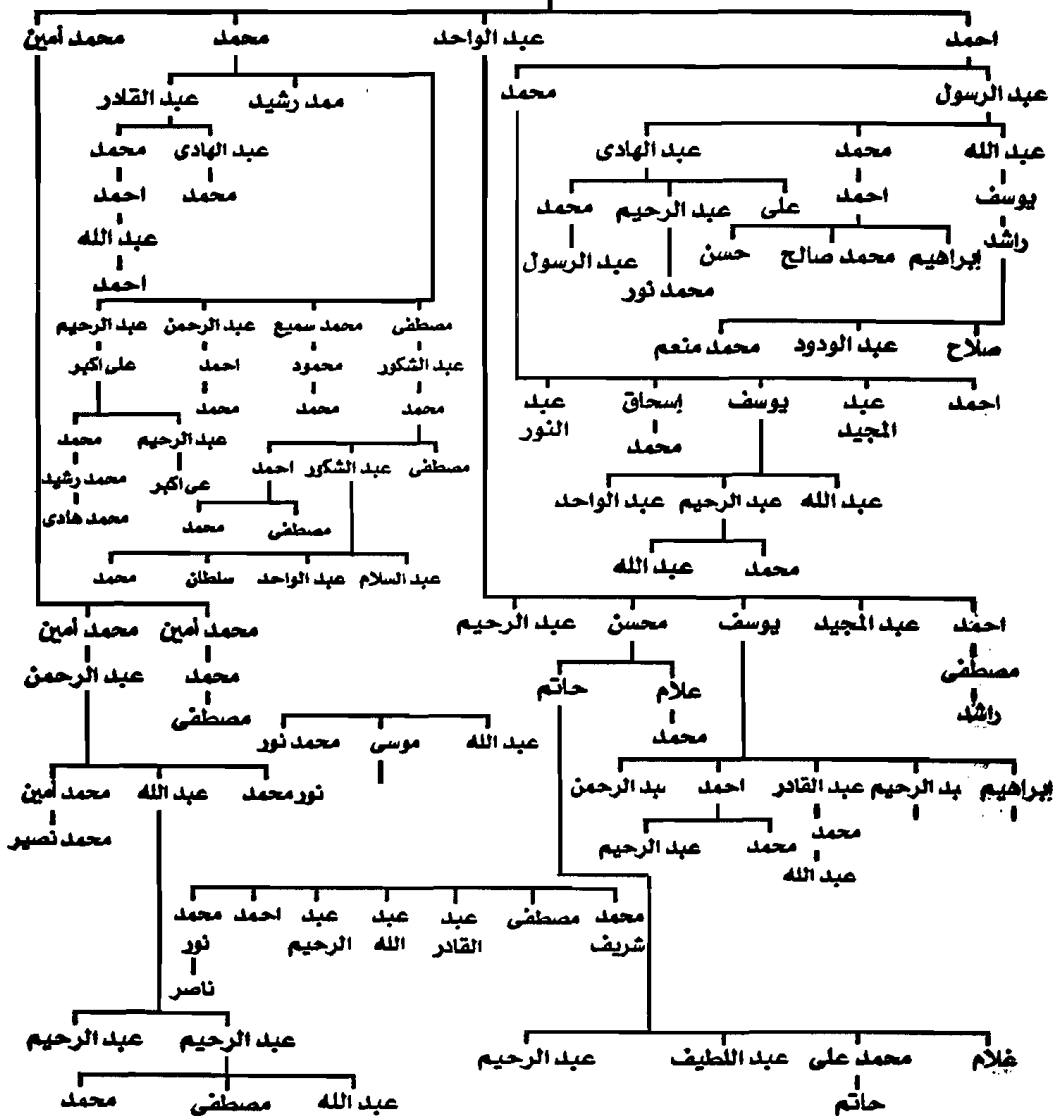 احمد عبد الواحد محمد محمد أمين
عبد الرسول محمد
ممد رشيد عبد القادر
عبد الله محمد عبد الهادى
عبد الهادى محمد
يوسف احمد
على عبد الرحيم محمد
محمد احمد
راشد
ابراهيم محمد صالح حسن
محمد نور عبد الرسول
عبد الله
احمد
مصطفى محمد سميع عبد الرحمن عبد الرحيم
صلاح عبد الودود محمد منعم
عبد الشكور محمود احمد على اكبر
احمد عبد المجيد يوسف إسحاق عبد النور
محمد محمد محمد
محمد
عبد الرحيم محمد
مصطفى عبد الشكور احمد
عى اكبر محمد رشيد
عبد الله عبد الرحيم عبد الواحد
مصطفى محمد
محمد هادى
محمد عبد الله
عبد السلام عبد الواحد سلطان محمد
احمد عبد المجيد يوسف محسن عبد الرحيم
محمد أمين محمد أمين
مصطفى
محمد عبد الرحمن
علام حاتم
راشد
مصطفى
محمد
عبد الله موسى محمد نور
ابراهيم بد الرحيم عبد القادر احمد بد الرحمن
نور محمد عبد الله محمد أمين
محمد
محمد عبد الرحيم
محمد نصير
عبد الله
محمد شريف مصطفى عبد القادر عبد الله عبد الرحيم احمد محمد نور
ناصر
عبد الرحيم عبد الرحيم
غلام محمد على عبد اللطيف عبد الرحيم
حاتم
عبد الله مصطفى محمد